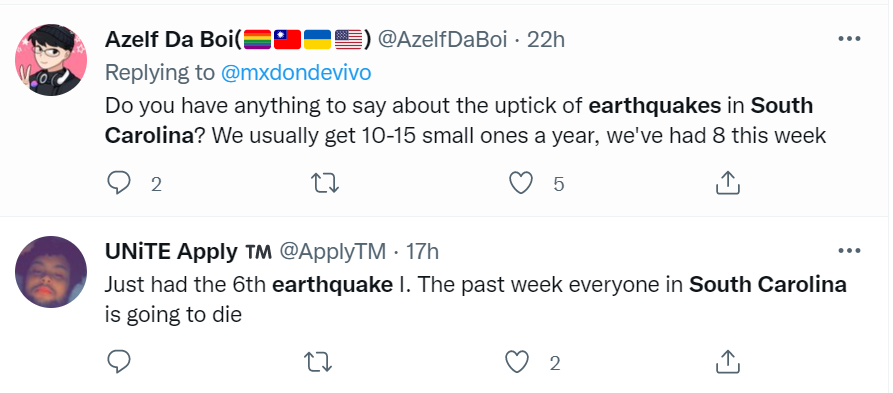 Azelf Da Boi(🏳️‍🌈🇹🇼🇺🇦🇺🇸) @AzelfDaBoi · 22h
Replying to @mxdondevivo
Do you have anything to say about the uptick of earthquakes in South
Carolina? We usually get 10-15 small ones a year, we've had 8 this week
2 5
UNiTE Apply TM @ApplyTM · 17h
Just had the 6th earthquake I. The past week everyone in South Carolina
is going to die
2